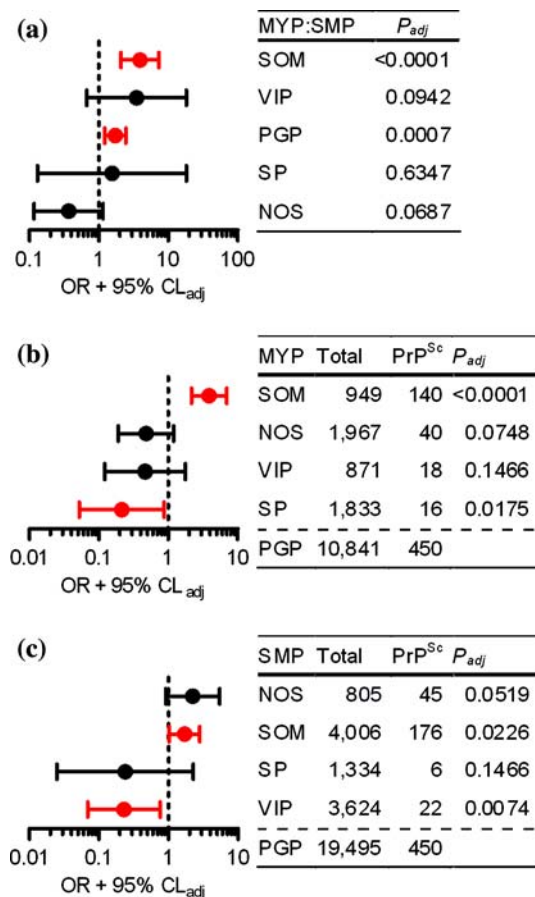 (a)
MYP:SMP P adj
SOM <0.0001
VIP 0.0942
PGP 0.0007
SP 0.6347
NOS 0.0687
0.1 1 10 100
OR + 95% CL adj
(b)
MYP Total PrP^Sc P adj
SOM 949 140 <0.0001
NOS 1,967 40 0.0748
VIP 871 18 0.1466
SP 1,833 16 0.0175
PGP 10,841 450
0.01 0.1 1 10
OR + 95% CL adj
(c)
SMP Total PrP^Sc P adj
NOS 805 45 0.0519
SOM 4,006 176 0.0226
SP 1,334 6 0.1466
VIP 3,624 22 0.0074
PGP 19,495 450
0.01 0.1 1 10
OR + 95% CL adj